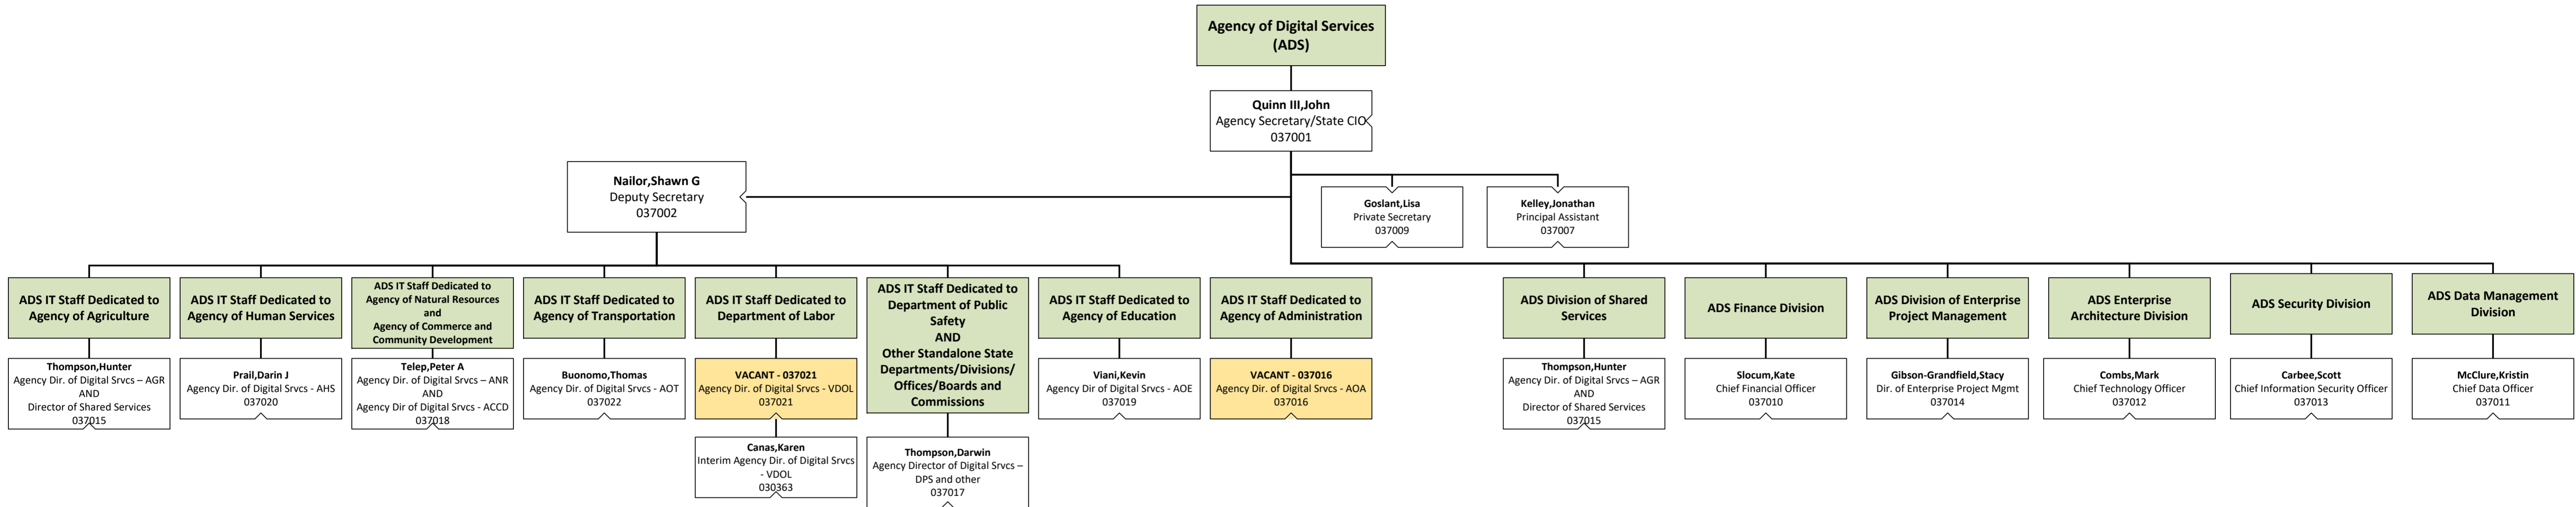 Agency of Digital Services
(ADS)
Quinn III,John
Agency Secretary/State CIO
037001
Nailor,Shawn G
Deputy Secretary
037002
Goslant,Lisa
Private Secretary
037009
Kelley,Jonathan
Principal Assistant
037007
ADS IT Staff Dedicated to
Agency of Agriculture
Thompson,Hunter
Agency Dir. of Digital Srvcs – AGR
AND
Director of Shared Services
037015
ADS IT Staff Dedicated to
Agency of Human Services
Prail,Darin J
Agency Dir. of Digital Srvcs - AHS
037020
ADS IT Staff Dedicated to
Agency of Natural Resources
and
Agency of Commerce and
Community Development
Telep,Peter A
Agency Dir. of Digital Srvcs – ANR
AND
Agency Dir of Digital Srvcs - ACCD
037018
ADS IT Staff Dedicated to
Agency of Transportation
Buonomo,Thomas
Agency Dir. of Digital Srvcs - AOT
037022
ADS IT Staff Dedicated to
Department of Labor
VACANT - 037021
Agency Dir. of Digital Srvcs - VDOL
037021
Canas,Karen
Interim Agency Dir. of Digital Srvcs
- VDOL
030363
ADS IT Staff Dedicated to
Department of Public
Safety
AND
Other Standalone State
Departments/Divisions/
Offices/Boards and
Commissions
Thompson,Darwin
Agency Director of Digital Srvcs –
DPS and other
037017
ADS IT Staff Dedicated to
Agency of Education
Viani,Kevin
Agency Dir of Digital Srvcs - AOE
037019
ADS IT Staff Dedicated to
Agency of Administration
VACANT - 037016
Agency Dir. of Digital Srvcs - AOA
037016
ADS Division of Shared
Services
Thompson,Hunter
Agency Dir. of Digital Srvcs – AGR
AND
Director of Shared Services
037015
ADS Finance Division
Slocum,Kate
Chief Financial Officer
037010
ADS Division of Enterprise
Project Management
Gibson-Grandfield,Stacy
Dir. of Enterprise Project Mgmt
037014
ADS Enterprise
Architecture Division
Combs,Mark
Chief Technology Officer
037012
ADS Security Division
Carbee,Scott
Chief Information Security Officer
037013
ADS Data Management
Division
McClure,Kristin
Chief Data Officer
037011